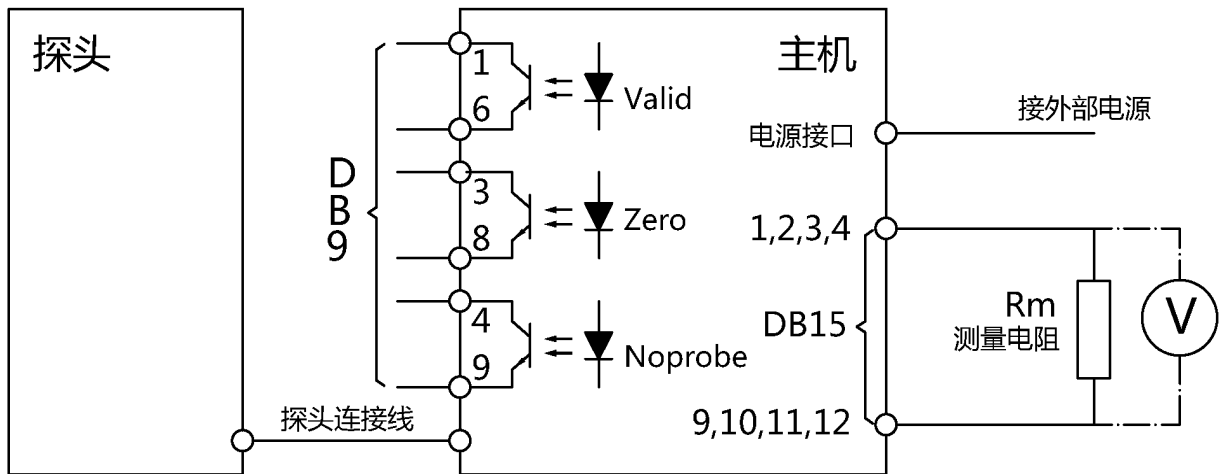 探头
主机
1
6
Valid
3
8
Zero
4
9
Noprobe
D
B
9
探头连接线
电源接口
接外部电源
1,2,3,4
DB15
9,10,11,12
Rm
测量电阻
V